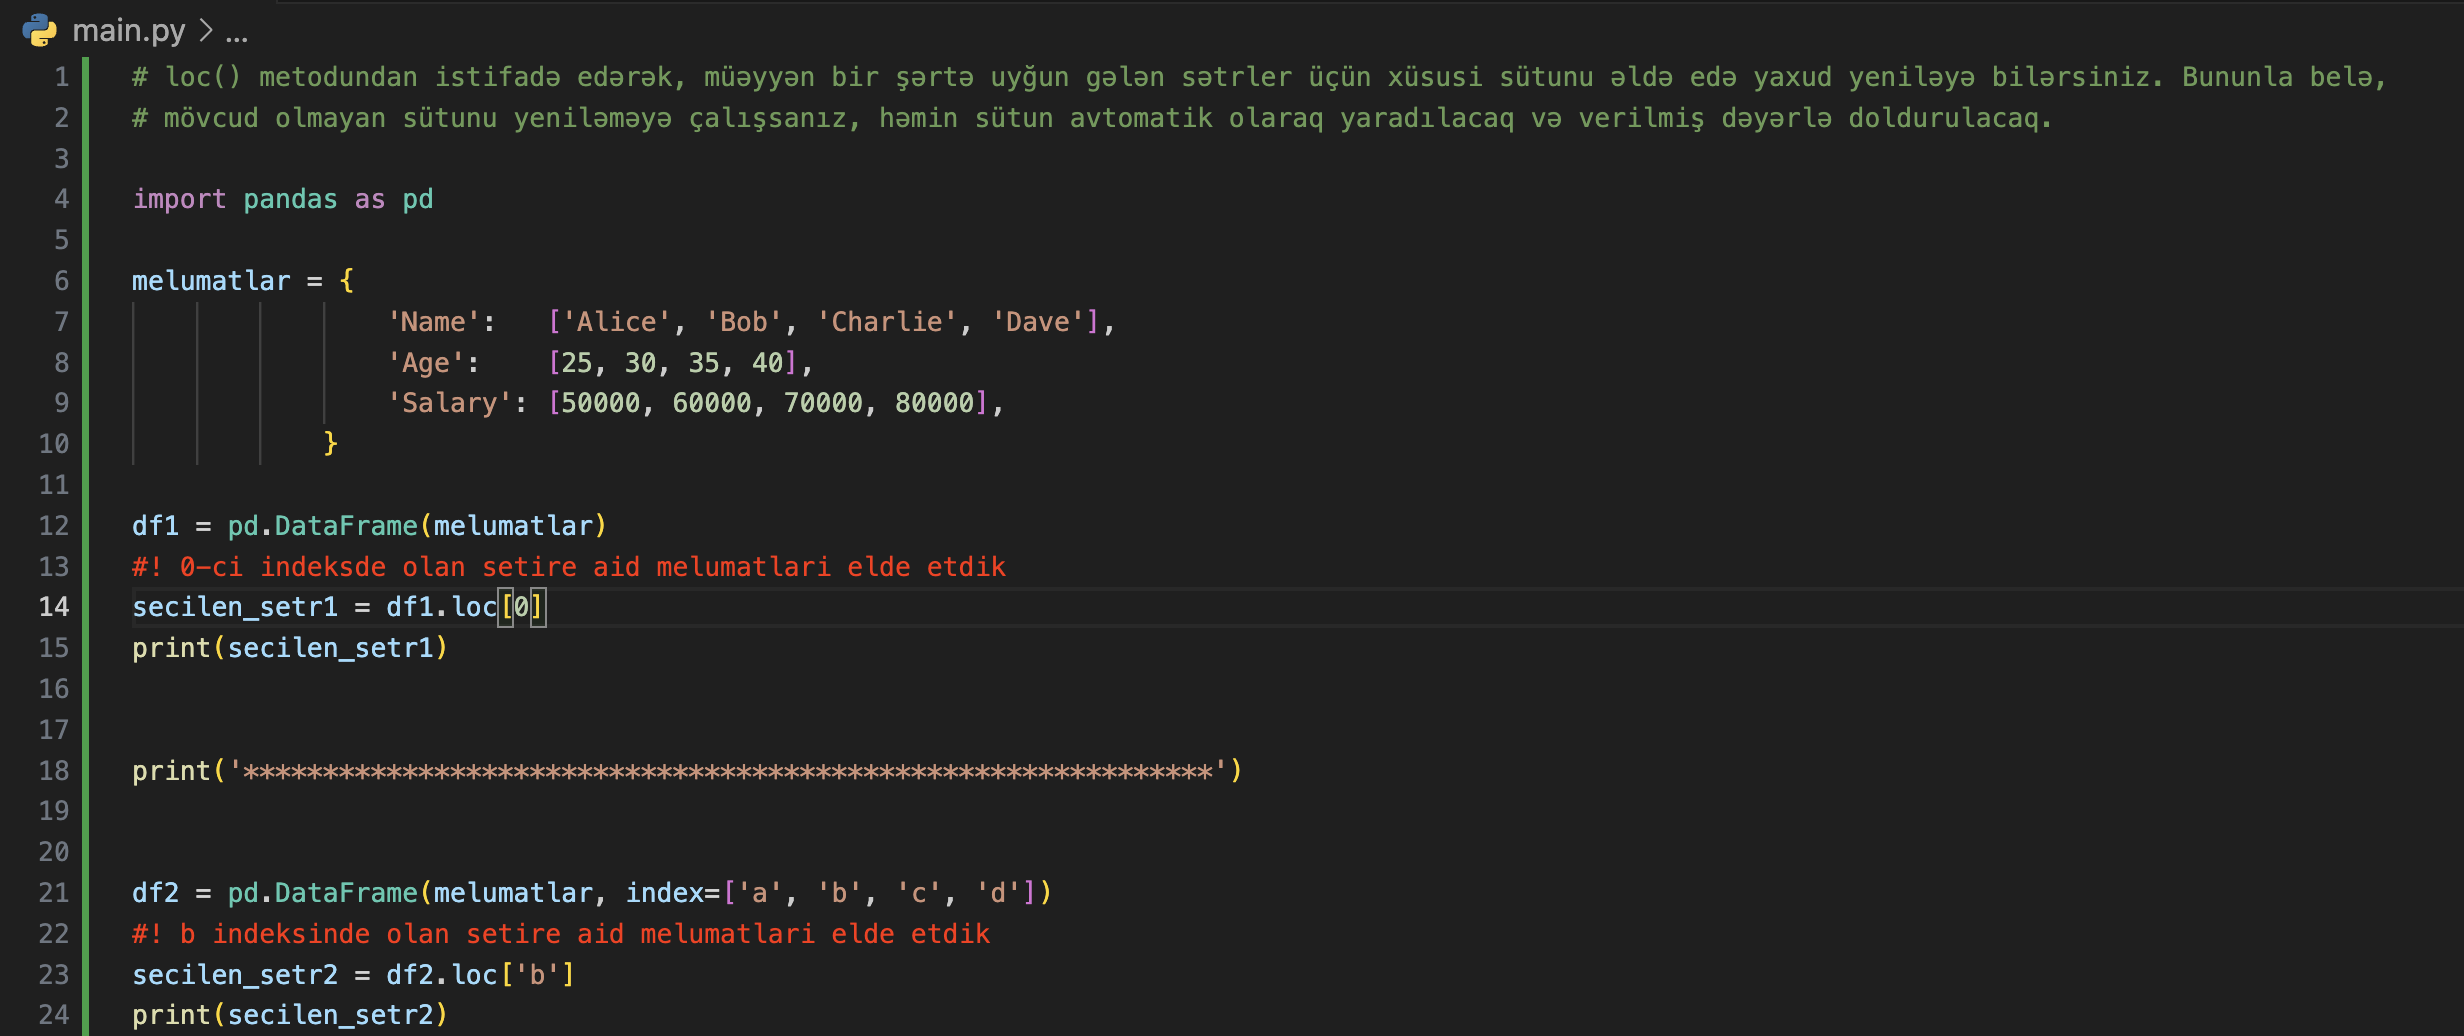 main.py > ...
1 # loc() metodundan istifadə edərək, müəyyən bir şərtə uyğun gələn sətrler üçün xüsusi sütunu əldə edə yaxud yeniləyə bilərsiniz. Bununla belə,
2 # mövcud olmayan sütunu yeniləməyə çalışsanız, həmin sütun avtomatik olaraq yaradılacaq və verilmiş dəyərlə doldurulacaq.
3
4 import pandas as pd
5
6 melumatlar = {
7                 'Name':   ['Alice', 'Bob', 'Charlie', 'Dave'],
8                 'Age':    [25, 30, 35, 40],
9                 'Salary': [50000, 60000, 70000, 80000],
10             }
11
12 df1 = pd.DataFrame(melumatlar)
13 #! 0-ci indeksde olan setire aid melumatlari elde etdik
14 secilen_setr1 = df1.loc[0]
15 print(secilen_setr1)
16
17
18 print('*************************************************************')
19
20
21 df2 = pd.DataFrame(melumatlar, index=['a', 'b', 'c', 'd'])
22 #! b indeksinde olan setire aid melumatlari elde etdik
23 secilen_setr2 = df2.loc['b']
24 print(secilen_setr2)